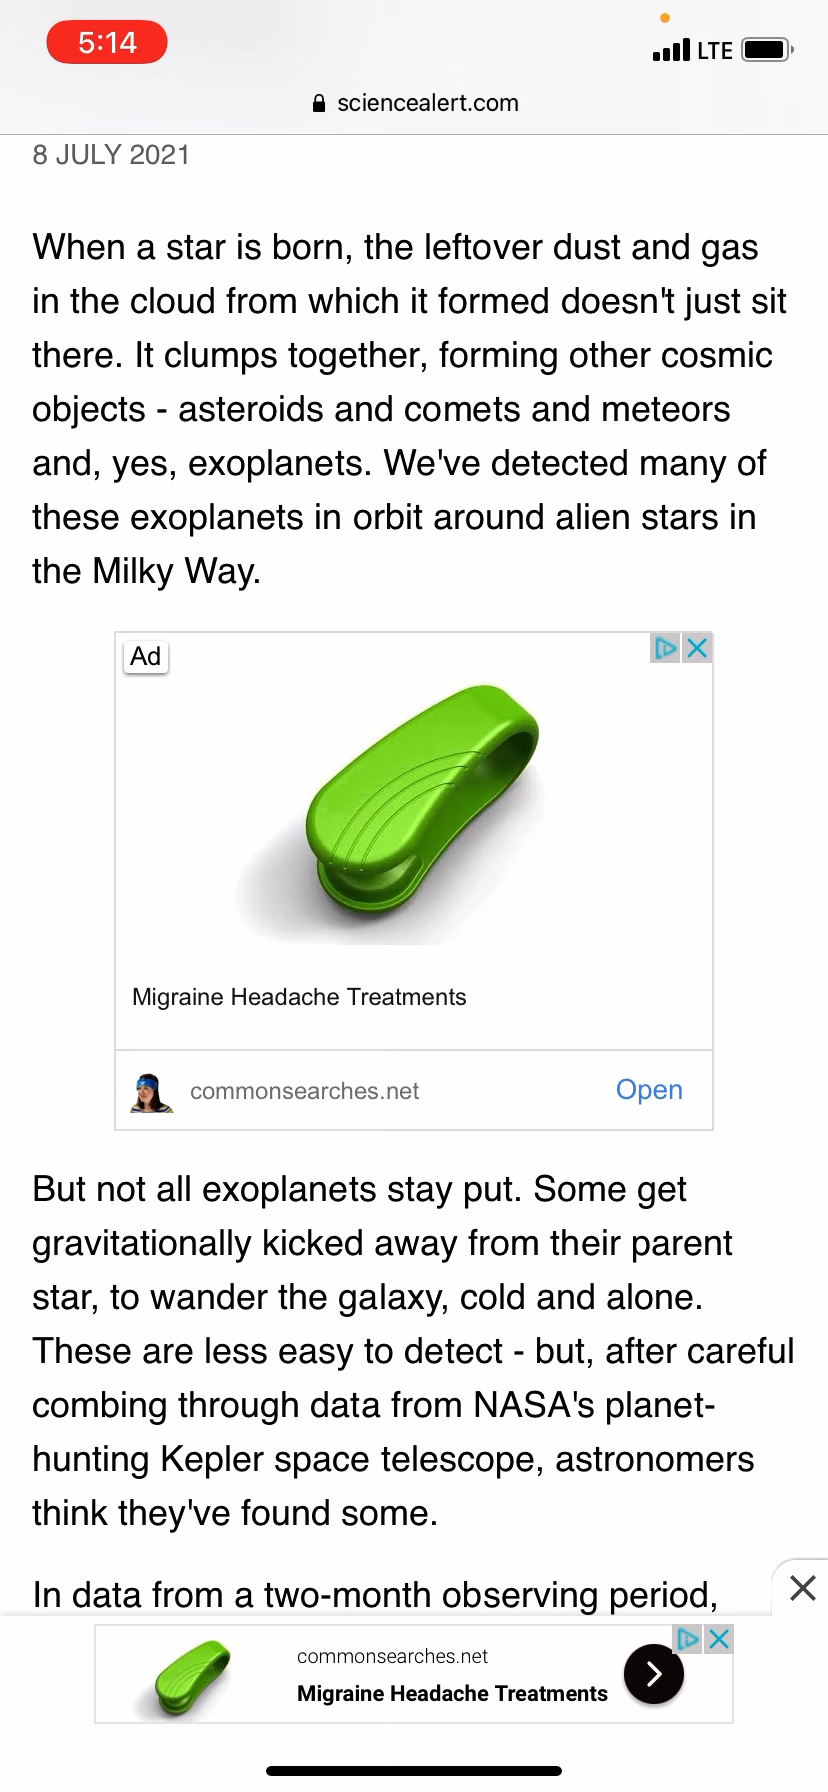 5:14
LTE
sciencealert.com
8 JULY 2021
When a star is born, the leftover dust and gas
in the cloud from which it formed doesn't just sit
there. It clumps together, forming other cosmic
objects - asteroids and comets and meteors
and, yes, exoplanets. We've detected many of
these exoplanets in orbit around alien stars in
the Milky Way.
Ad
Migraine Headache Treatments
commonsearches.net
Open
But not all exoplanets stay put. Some get
gravitationally kicked away from their parent
star, to wander the galaxy, cold and alone.
These are less easy to detect - but, after careful
combing through data from NASA's planet-
hunting Kepler space telescope, astronomers
think they've found some.
In data from a two-month observing period,
commonsearches.net
Migraine Headache Treatments